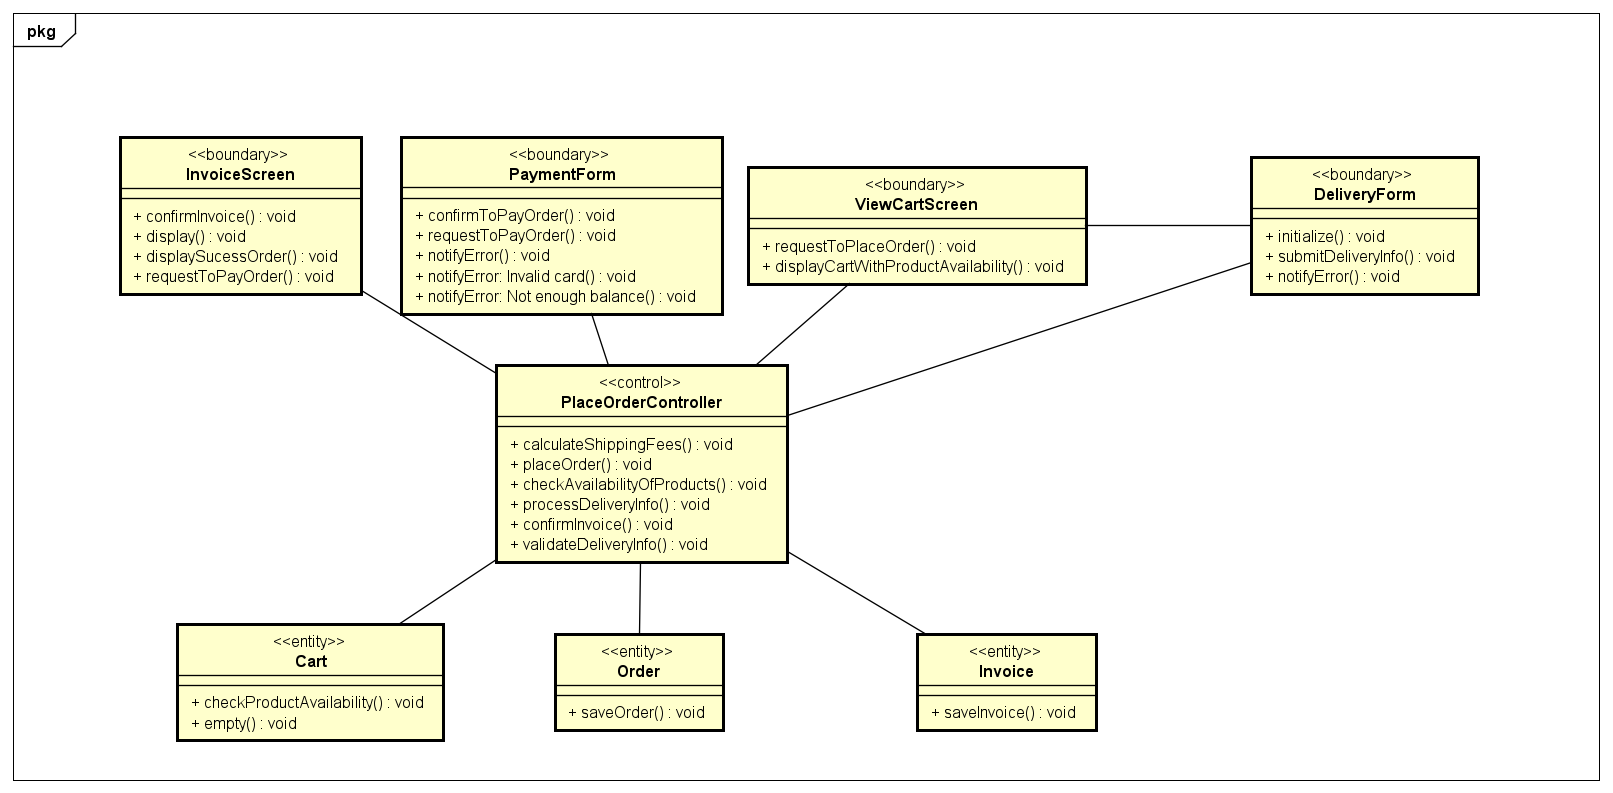 pkg
<<boundary>>
InvoiceScreen
+ confirmInvoice() : void
+ display() : void
+ displaySucessOrder() : void
+ requestToPayOrder() : void
<<boundary>>
PaymentForm
+ confirmToPayOrder() : void
+ requestToPayOrder() : void
+ notifyError() : void
+ notifyError: Invalid card() : void
+ notifyError: Not enough balance() : void
<<boundary>>
ViewCartScreen
+ requestToPlaceOrder() : void
+ displayCartWithProductAvailability() : void
<<boundary>>
DeliveryForm
+ initialize() : void
+ submitDeliveryInfo() : void
+ notifyError() : void
<<control>>
PlaceOrderController
+ calculateShippingFees() : void
+ placeOrder() : void
+ checkAvailabilityOfProducts() : void
+ processDeliveryInfo() : void
+ confirmInvoice() : void
+ validateDeliveryInfo() : void
<<entity>>
Cart
+ checkProductAvailability() : void
+ empty() : void
<<entity>>
Order
+ saveOrder() : void
<<entity>>
Invoice
+ saveInvoice() : void